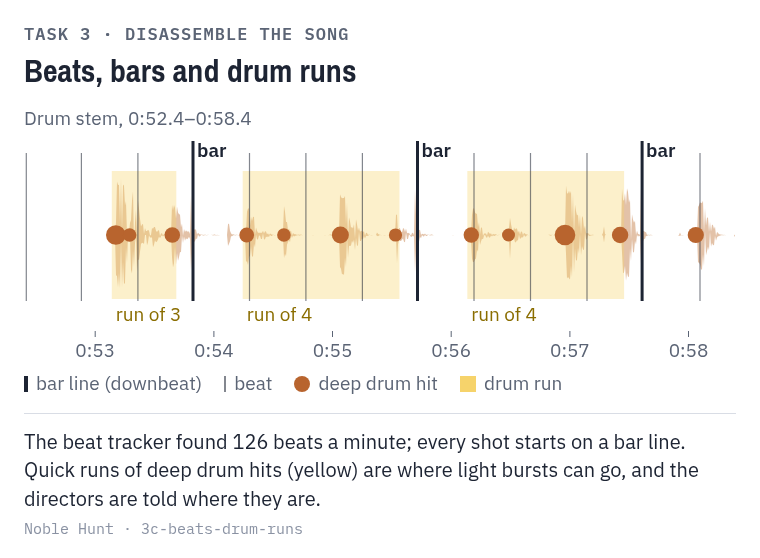 TASK 3 · DISASSEMBLE THE SONG
Beats, bars and drum runs
Drum stem, 0:52.4–0:58.4
bar bar bar
run of 3 run of 4 run of 4
0:53 0:54 0:55 0:56 0:57 0:58
bar line (downbeat) beat deep drum hit drum run
The beat tracker found 126 beats a minute; every shot starts on a bar line.
Quick runs of deep drum hits (yellow) are where light bursts can go, and the
directors are told where they are.
Noble Hunt · 3c-beats-drum-runs